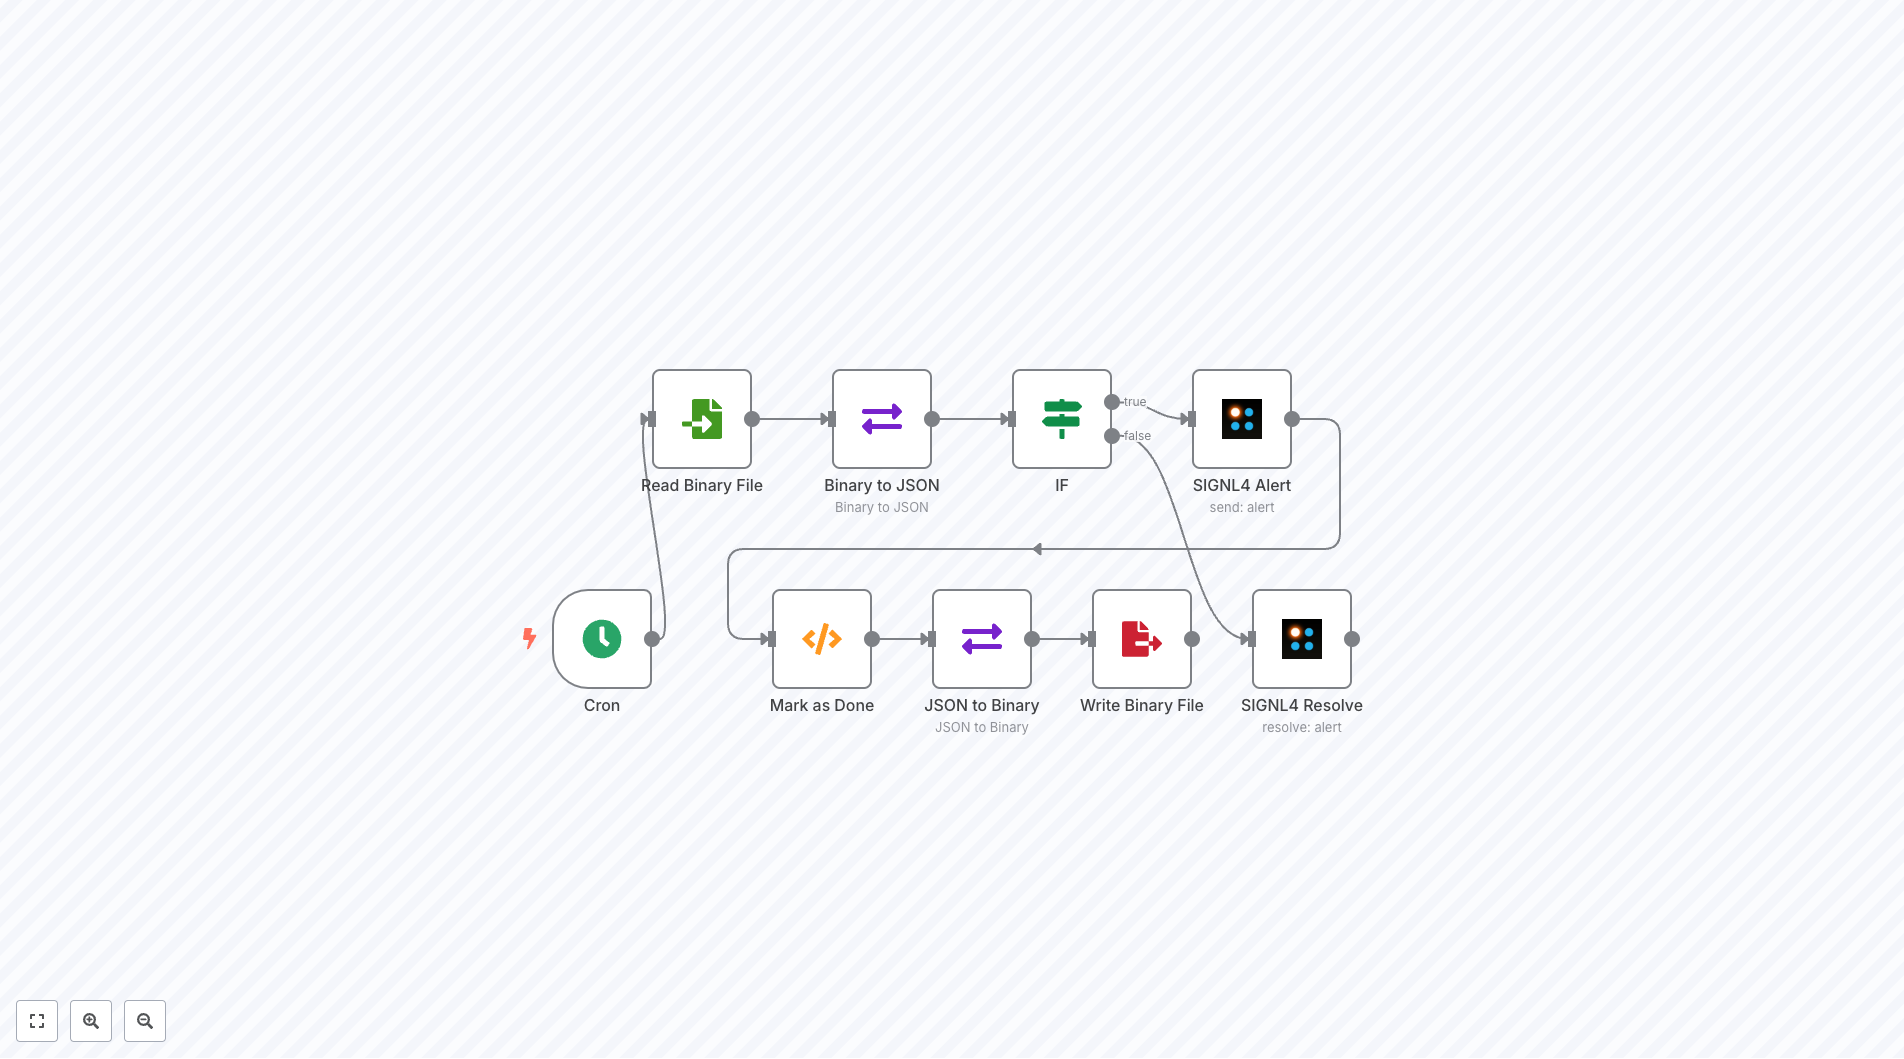 true
false
Read Binary File
Binary to JSON
Binary to JSON
IF
SIGNL4 Alert
send: alert
Cron
Mark as Done
JSON to Binary
JSON to Binary
Write Binary File
SIGNL4 Resolve
resolve: alert